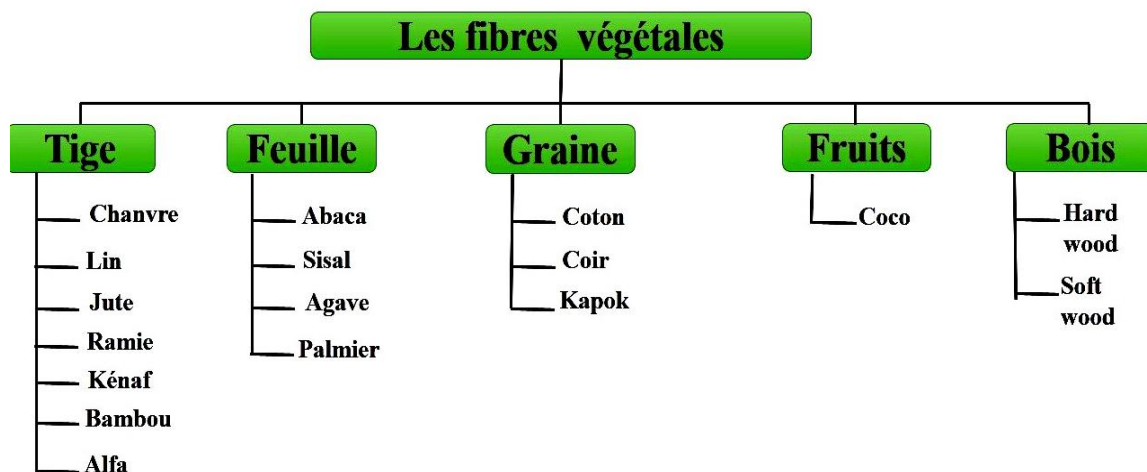 Les fibres végétales
Tige
Chanvre
Lin
Jute
Ramie
Kénaf
Bambou
Alfa
Feuille
Abaca
Sisal
Agave
Palmier
Graine
Coton
Coir
Kapok
Fruits
Coco
Bois
Hard
wood
Soft
wood